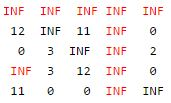 INF INF INF INF INF
12 INF 11 INF 0
0 3 INF INF 2
INF 3 12 INF 0
11 0 0 INF INF